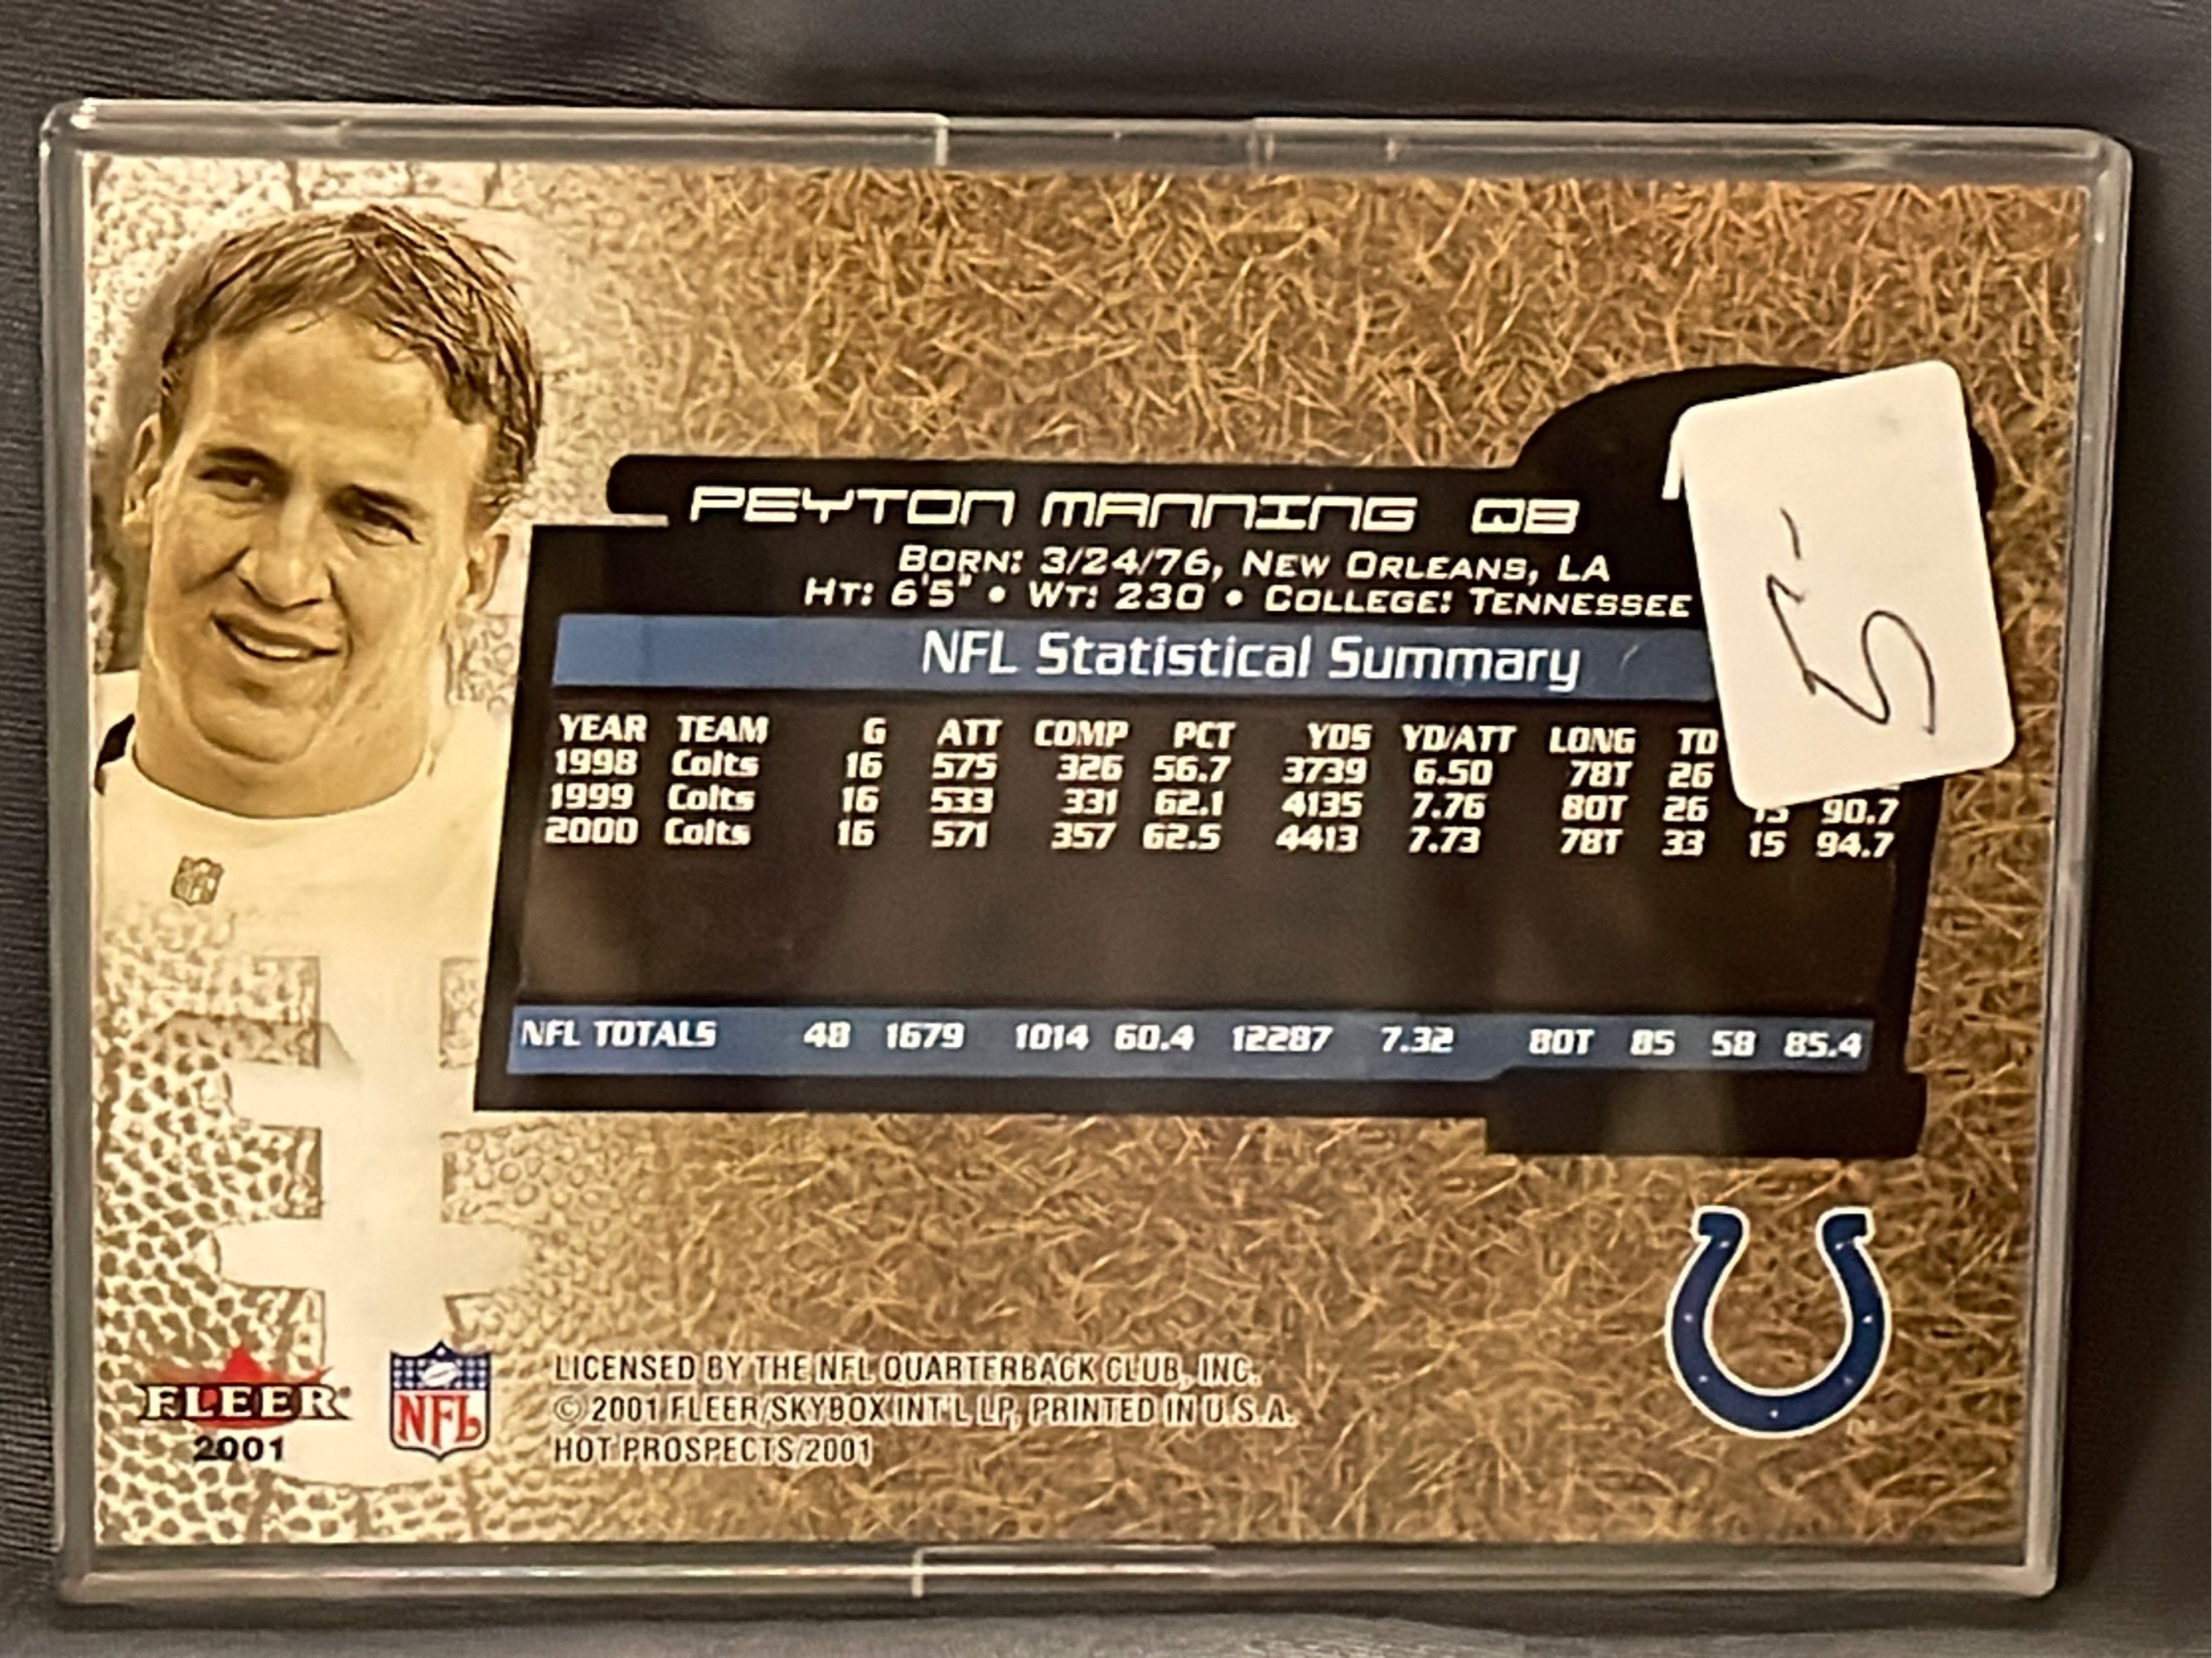 PEYTON MANNING QB
BORN: 3/24/76, NEW ORLEANS, LA
HT: 6'5" • WT: 230 • COLLEGE: TENNESSEE
5-
NFL Statistical Summary
YEAR TEAM G ATT COMP PCT YDS YD/ATT LONG TD
1998 Colts 16 575 326 56.7 3739 6.50 78T 26
1999 Colts 16 533 331 62.1 4135 7.76 80T 26 15 90.7
2000 Colts 16 571 357 62.5 4413 7.73 78T 33 15 94.7
NFL TOTALS 48 1679 1014 60.4 12287 7.32 80T 85 58 85.4
FLEER
2001
NFL
LICENSED BY THE NFL QUARTERBACK CLUB, INC.
© 2001 FLEER/SKYBOX INT'L LP, PRINTED IN U.S.A.
HOT PROSPECTS/2001